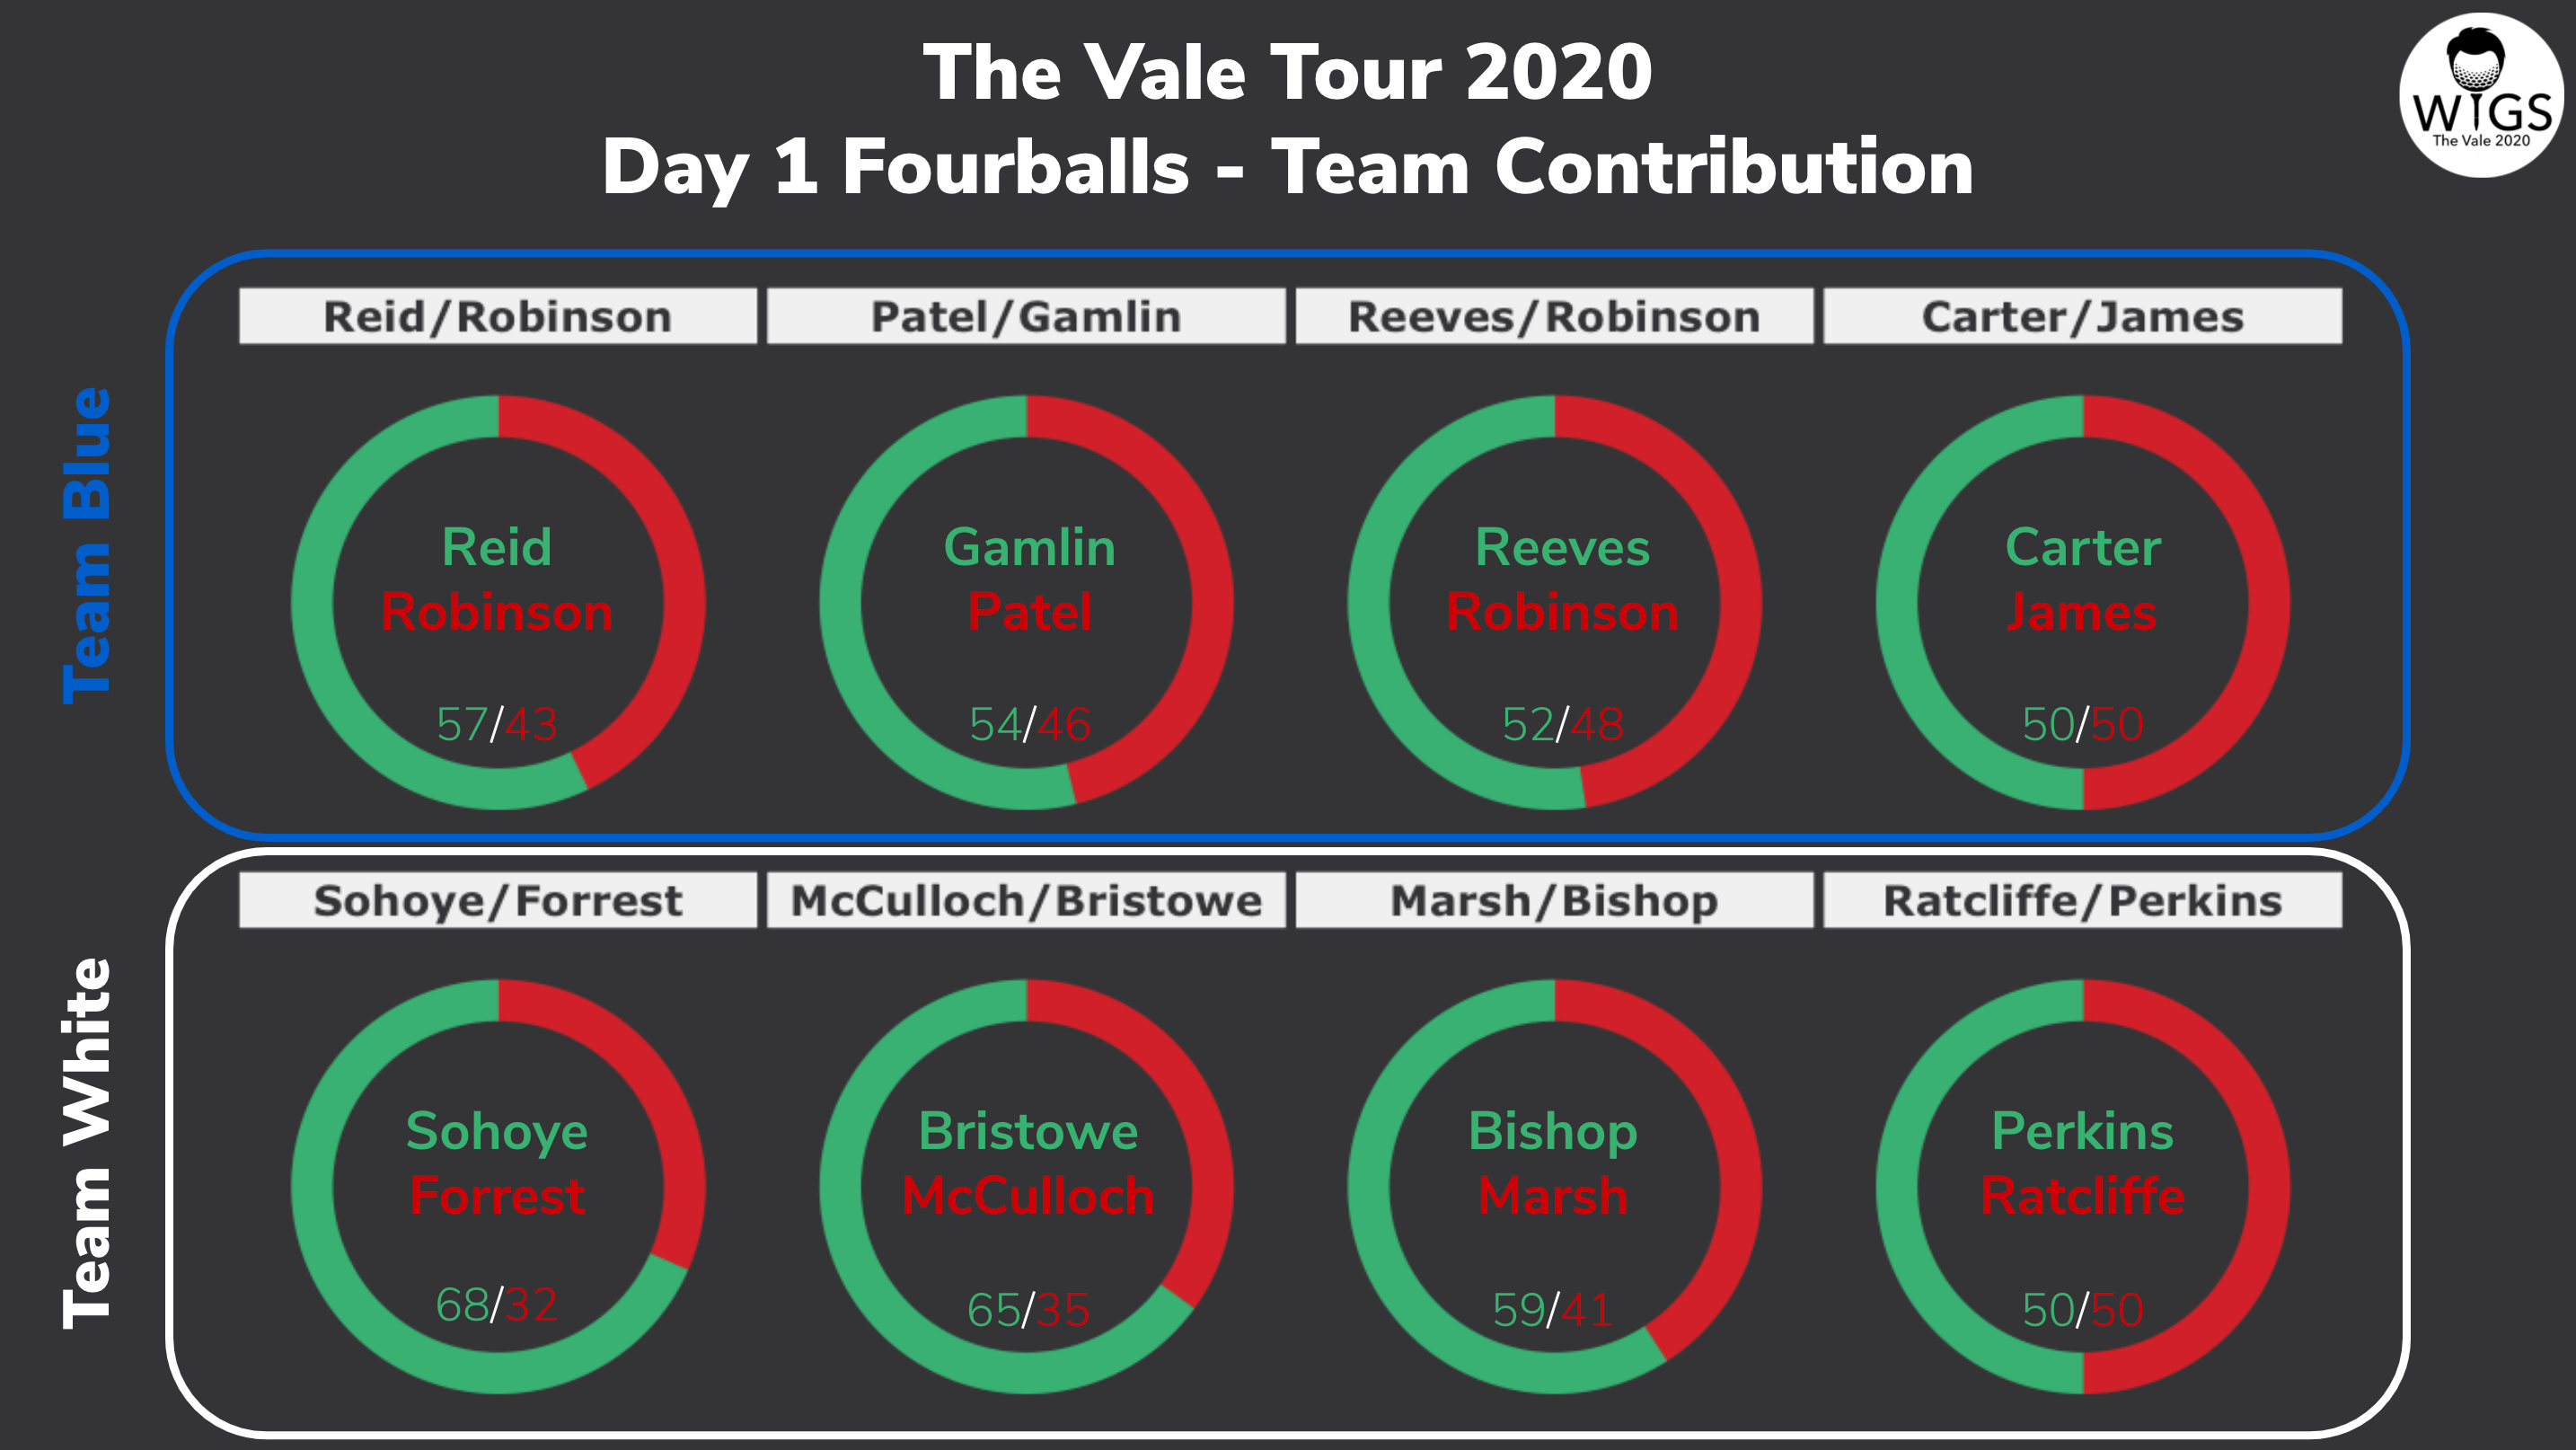 The Vale Tour 2020
Day 1 Fourballs - Team Contribution
WIGS
The Vale 2020
Team Blue
Reid/Robinson
Patel/Gamlin
Reeves/Robinson
Carter/James
Reid
Robinson
57/43
Gamlin
Patel
54/46
Reeves
Robinson
52/48
Carter
James
50/50
Team White
Sohoye/Forrest
McCulloch/Bristowe
Marsh/Bishop
Ratcliffe/Perkins
Sohoye
Forrest
68/32
Bristowe
McCulloch
65/35
Bishop
Marsh
59/41
Perkins
Ratcliffe
50/50